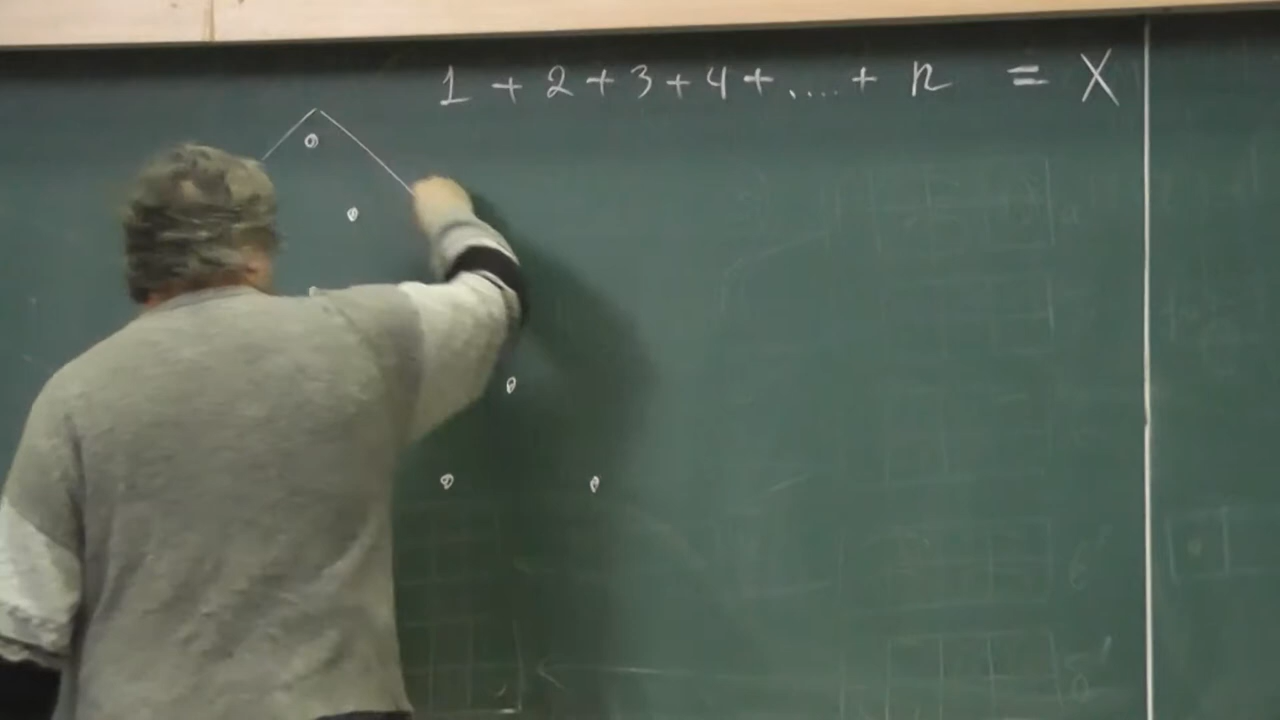 1 + 2 + 3 + 4 + .... + n = X